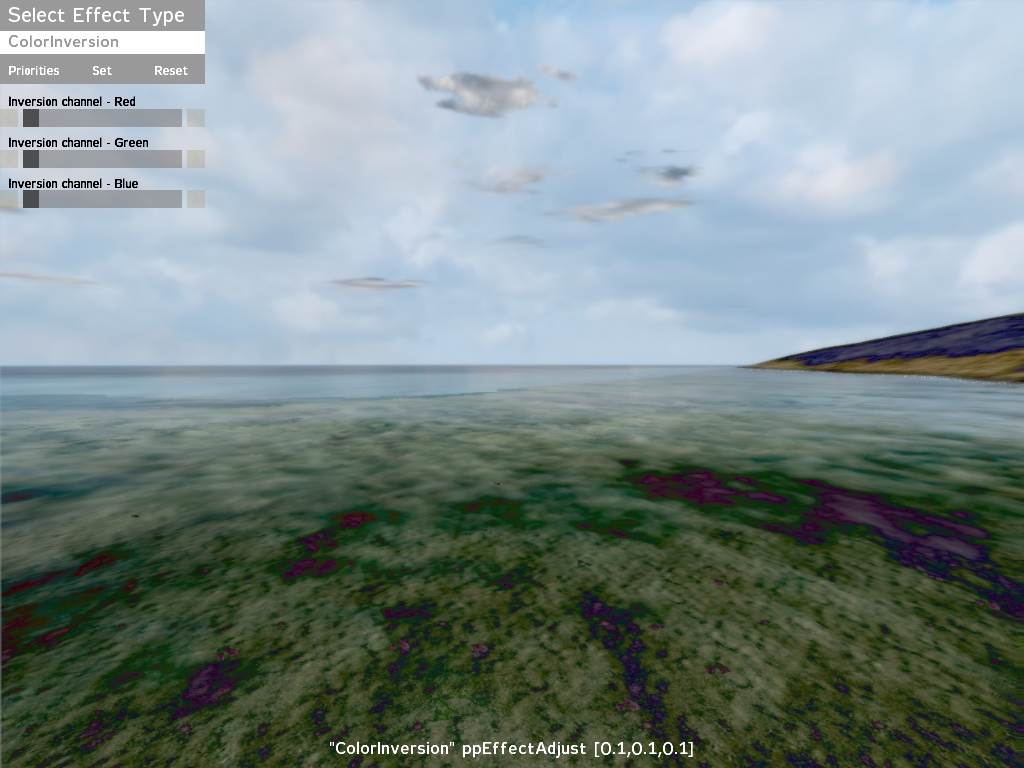 Select Effect Type
ColorInversion
Priorities Set Reset
Inversion channel - Red
Inversion channel - Green
Inversion channel - Blue
"ColorInversion" ppEffectAdjust [0.1,0.1,0.1]